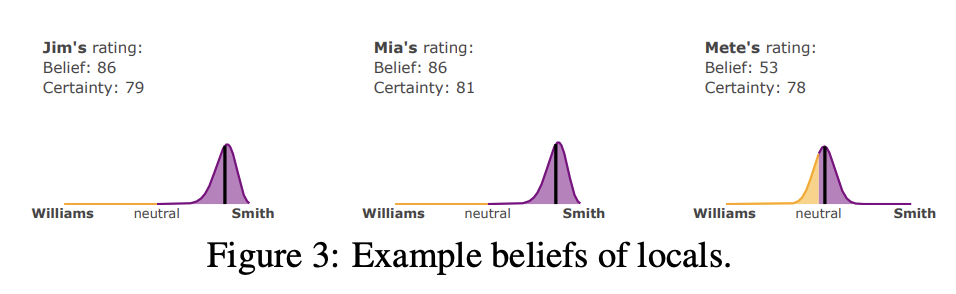 Jim's rating:
Belief: 86
Certainty: 79
Williams neutral Smith
Mia's rating:
Belief: 86
Certainty: 81
Williams neutral Smith
Mete's rating:
Belief: 53
Certainty: 78
Williams neutral Smith
Figure 3: Example beliefs of locals.